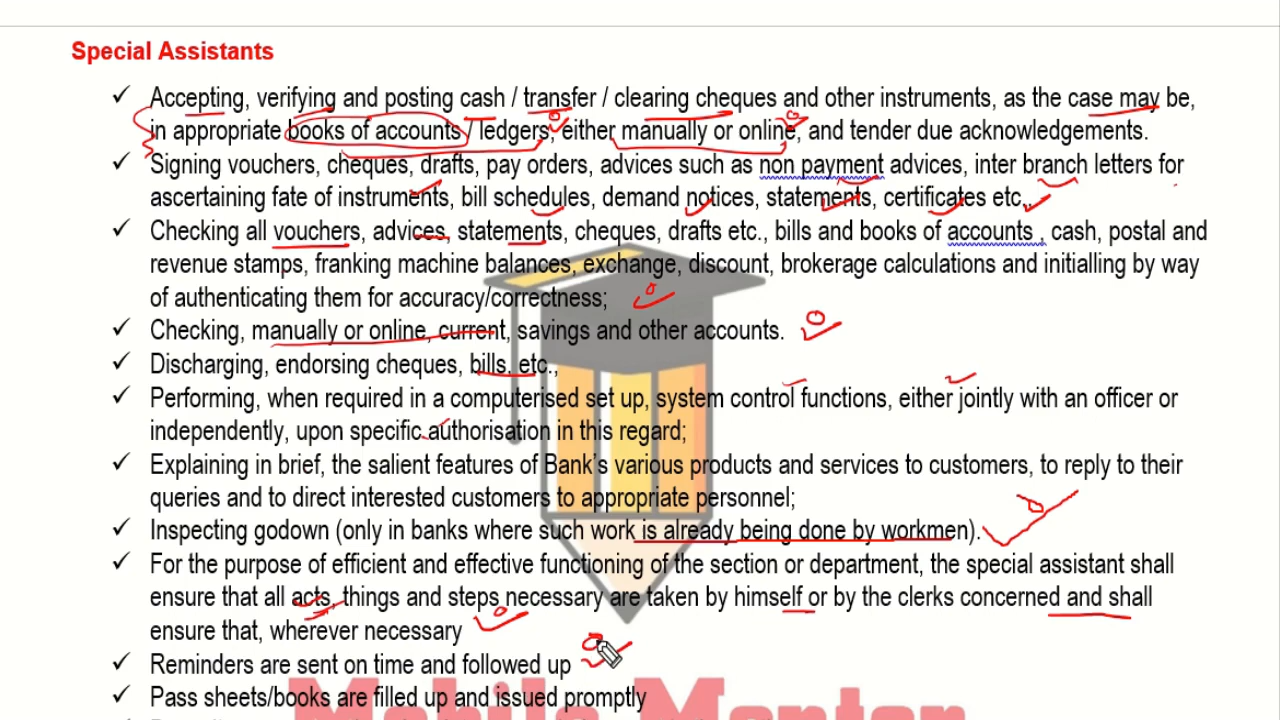 Special Assistants
✓ Accepting, verifying and posting cash / transfer / clearing cheques and other instruments, as the case may be,
in appropriate books of accounts / ledgers, either manually or online, and tender due acknowledgements.
✓ Signing vouchers, cheques, drafts, pay orders, advices such as non payment advices, inter branch letters for
ascertaining fate of instruments, bill schedules, demand notices, statements, certificates etc.,
✓ Checking all vouchers, advices, statements, cheques, drafts etc., bills and books of accounts , cash, postal and
revenue stamps, franking machine balances, exchange, discount, brokerage calculations and initialling by way
of authenticating them for accuracy/correctness;
✓ Checking, manually or online, current, savings and other accounts.
✓ Discharging, endorsing cheques, bills, etc.,
✓ Performing, when required in a computerised set up, system control functions, either jointly with an officer or
independently, upon specific authorisation in this regard;
✓ Explaining in brief, the salient features of Bank's various products and services to customers, to reply to their
queries and to direct interested customers to appropriate personnel;
✓ Inspecting godown (only in banks where such work is already being done by workmen).
✓ For the purpose of efficient and effective functioning of the section or department, the special assistant shall
ensure that all acts, things and steps necessary are taken by himself or by the clerks concerned and shall
ensure that, wherever necessary
✓ Reminders are sent on time and followed up
✓ Pass sheets/books are filled up and issued promptly